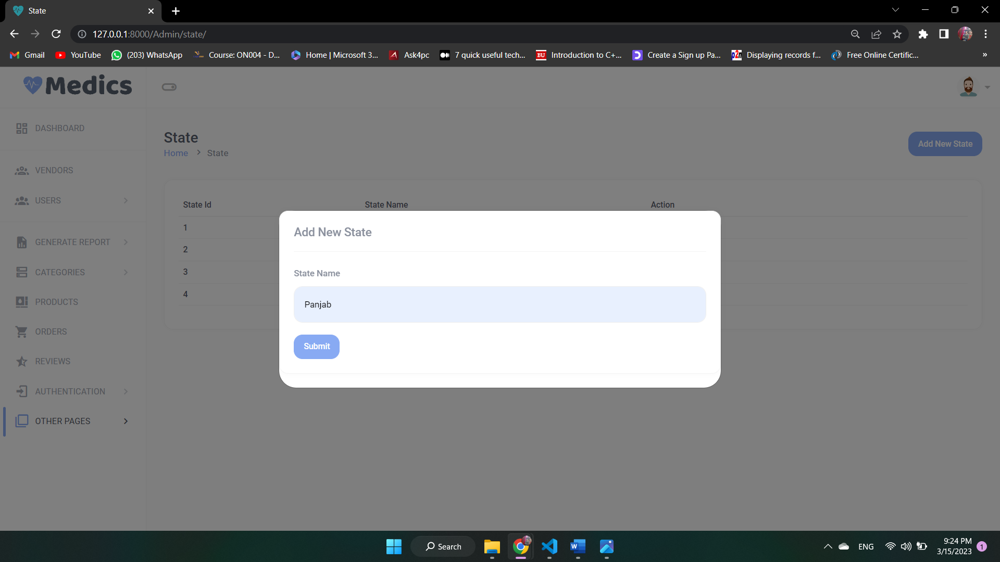 State
127.0.0.1:8000/Admin/state/
Gmail
YouTube
(203) WhatsApp
Course: ON004 - D...
Home | Microsoft 3...
Ask4pc
7 quick useful tech...
BU
Introduction to C+...
Create a Sign up Pa...
p2n
Displaying records f...
Free Online Certific...
»
Medics
DASHBOARD
VENDORS
USERS
GENERATE REPORT
CATEGORIES
PRODUCTS
ORDERS
REVIEWS
AUTHENTICATION
OTHER PAGES
State
Home > State
Add New State
State Id State Name Action
1
2
3
4
Add New State
State Name
Panjab
Submit
Search
W
ENG
9:24 PM
3/15/2023
1